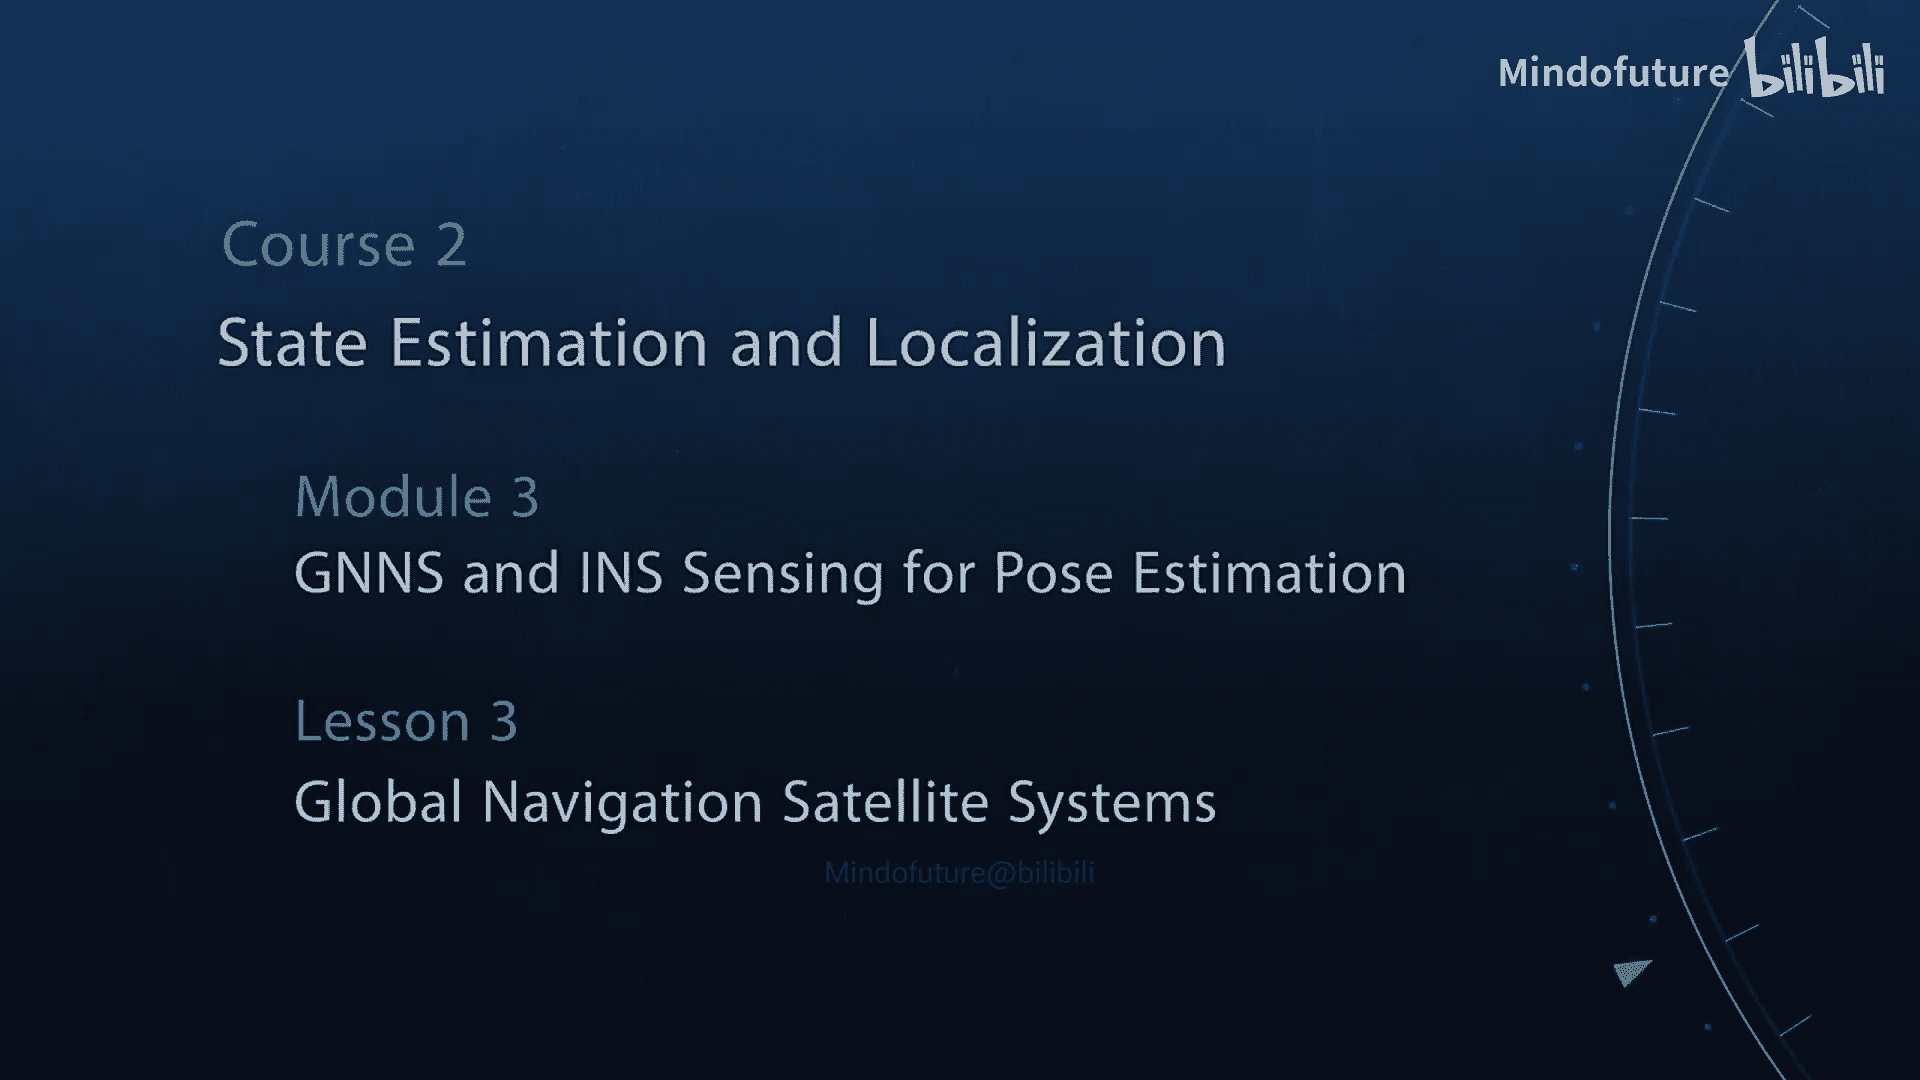 Mindofuture bilibili
Course 2
State Estimation and Localization
Module 3
GNNS and INS Sensing for Pose Estimation
Lesson 3
Global Navigation Satellite Systems
Mindofuture@bilibili